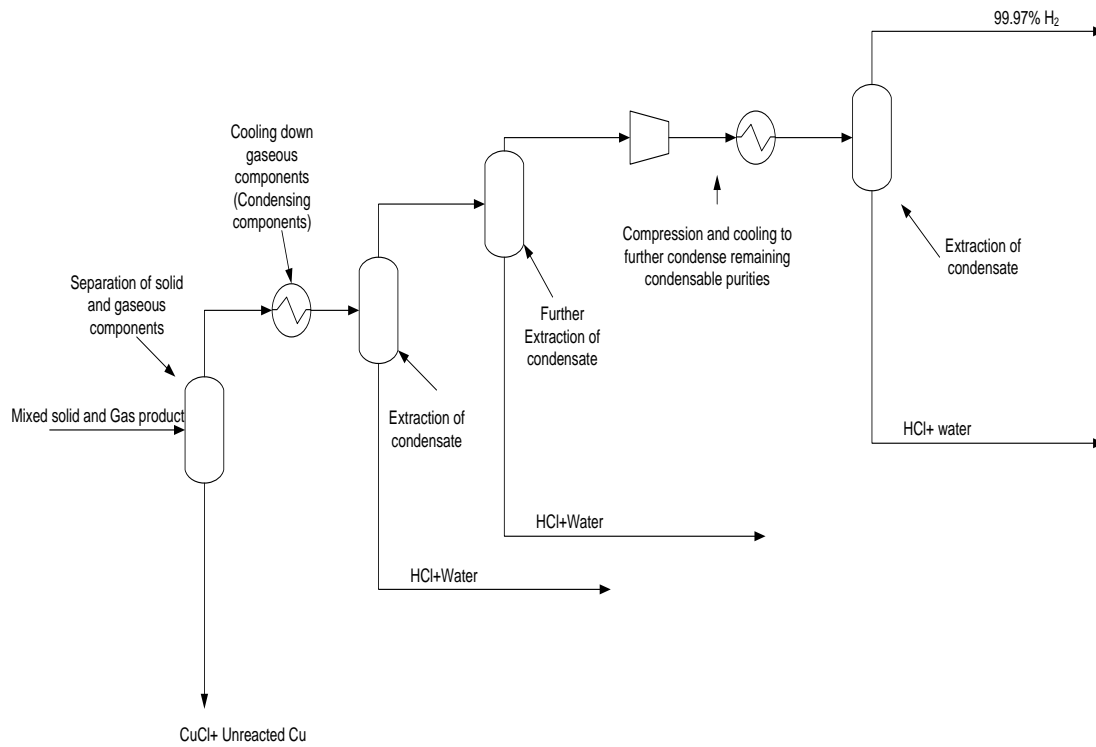 99.97% H₂
Cooling down
gaseous
components
(Condensing
components)
Separation of solid
and gaseous
components
Mixed solid and Gas product
Extraction of
condensate
Further
Extraction of
condensate
Compression and cooling to
further condense remaining
condensable purities
Extraction of
condensate
HCl+ water
HCl+Water
HCl+Water
CuCl+ Unreacted Cu